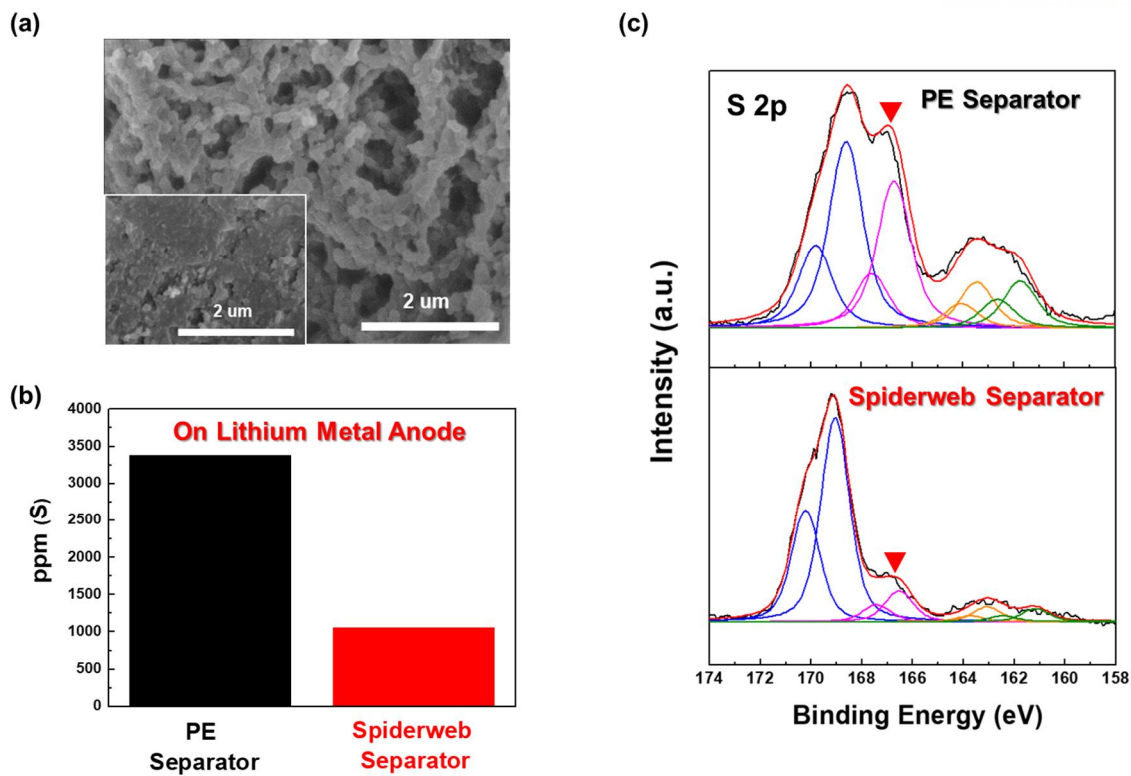 (a)
2 um
2 um
(b)
On Lithium Metal Anode
ppm (S)
4000
3500
3000
2500
2000
1500
1000
500
0
PE
Separator
Spiderweb
Separator
(c)
S 2p
PE Separator
Spiderweb Separator
Intensity (a.u.)
174 172 170 168 166 164 162 160 158
Binding Energy (eV)